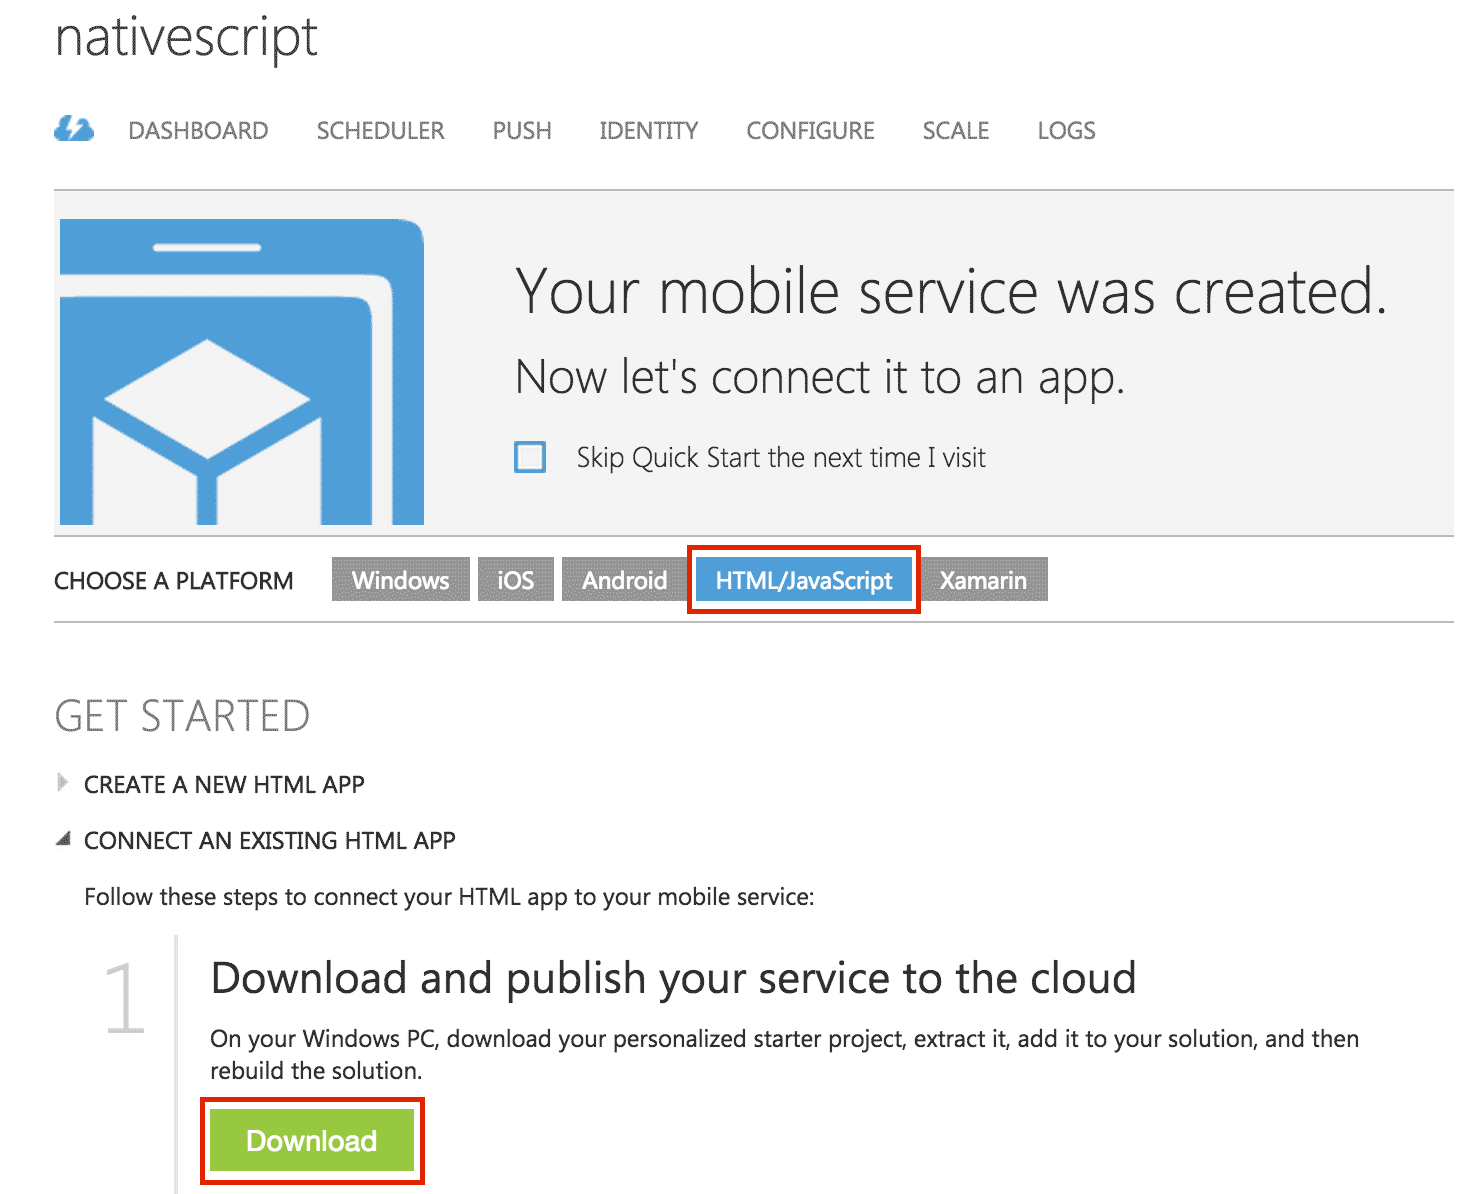 nativescript
DASHBOARD SCHEDULER PUSH IDENTITY CONFIGURE SCALE LOGS
Your mobile service was created.
Now let's connect it to an app.
Skip Quick Start the next time I visit
CHOOSE A PLATFORM Windows iOS Android HTML/JavaScript Xamarin
GET STARTED
CREATE A NEW HTML APP
CONNECT AN EXISTING HTML APP
Follow these steps to connect your HTML app to your mobile service:
1
Download and publish your service to the cloud
On your Windows PC, download your personalized starter project, extract it, add it to your solution, and then
rebuild the solution.
Download